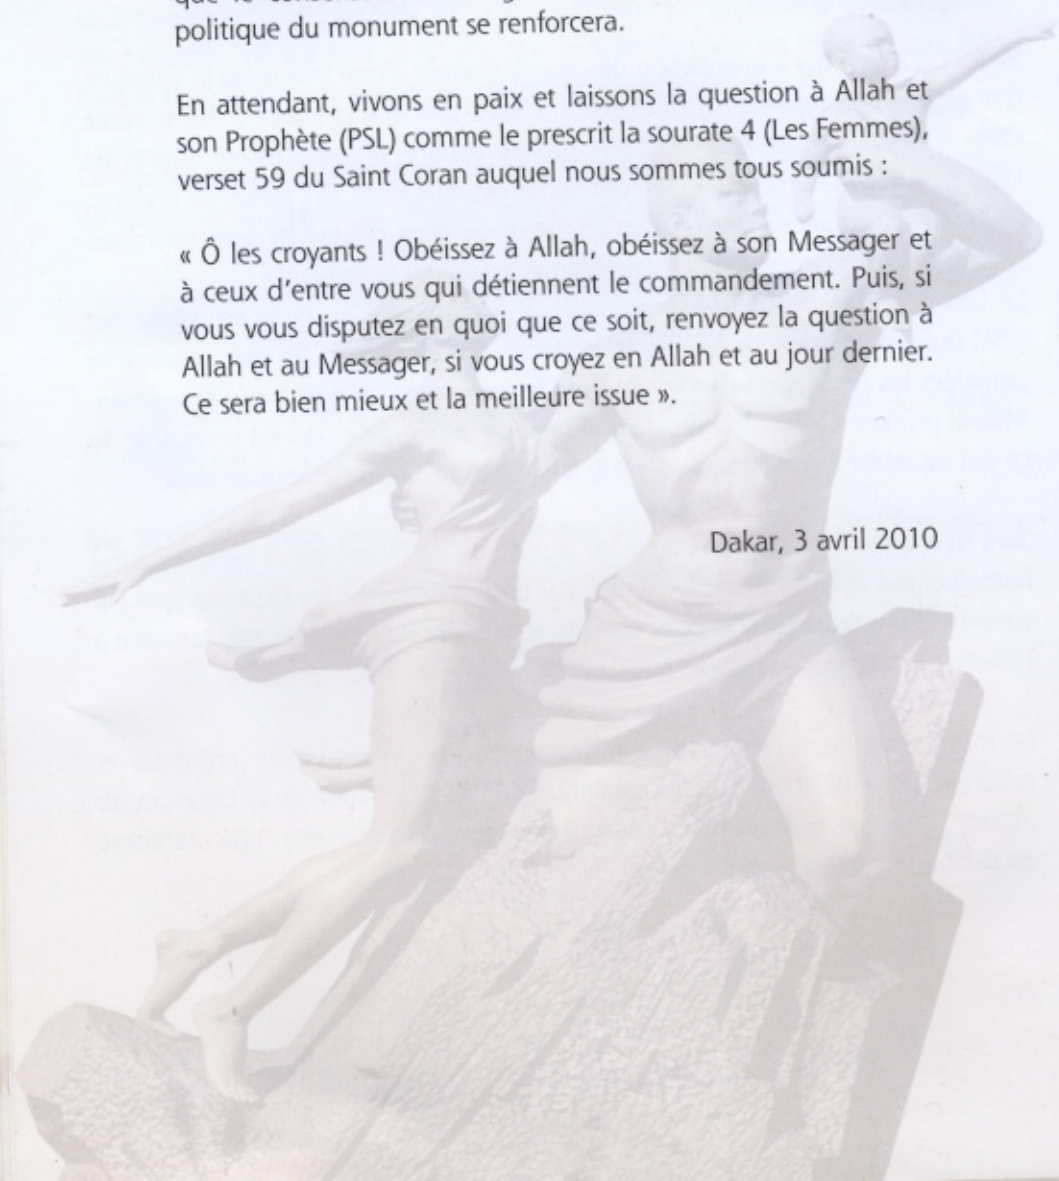 politique du monument se renforcera.
En attendant, vivons en paix et laissons la question à Allah et
son Prophète (PSL) comme le prescrit la sourate 4 (Les Femmes),
verset 59 du Saint Coran auquel nous sommes tous soumis :
« Ô les croyants ! Obéissez à Allah, obéissez à son Messager et
à ceux d'entre vous qui détiennent le commandement. Puis, si
vous vous disputez en quoi que ce soit, renvoyez la question à
Allah et au Messager, si vous croyez en Allah et au jour dernier.
Ce sera bien mieux et la meilleure issue ».
Dakar, 3 avril 2010